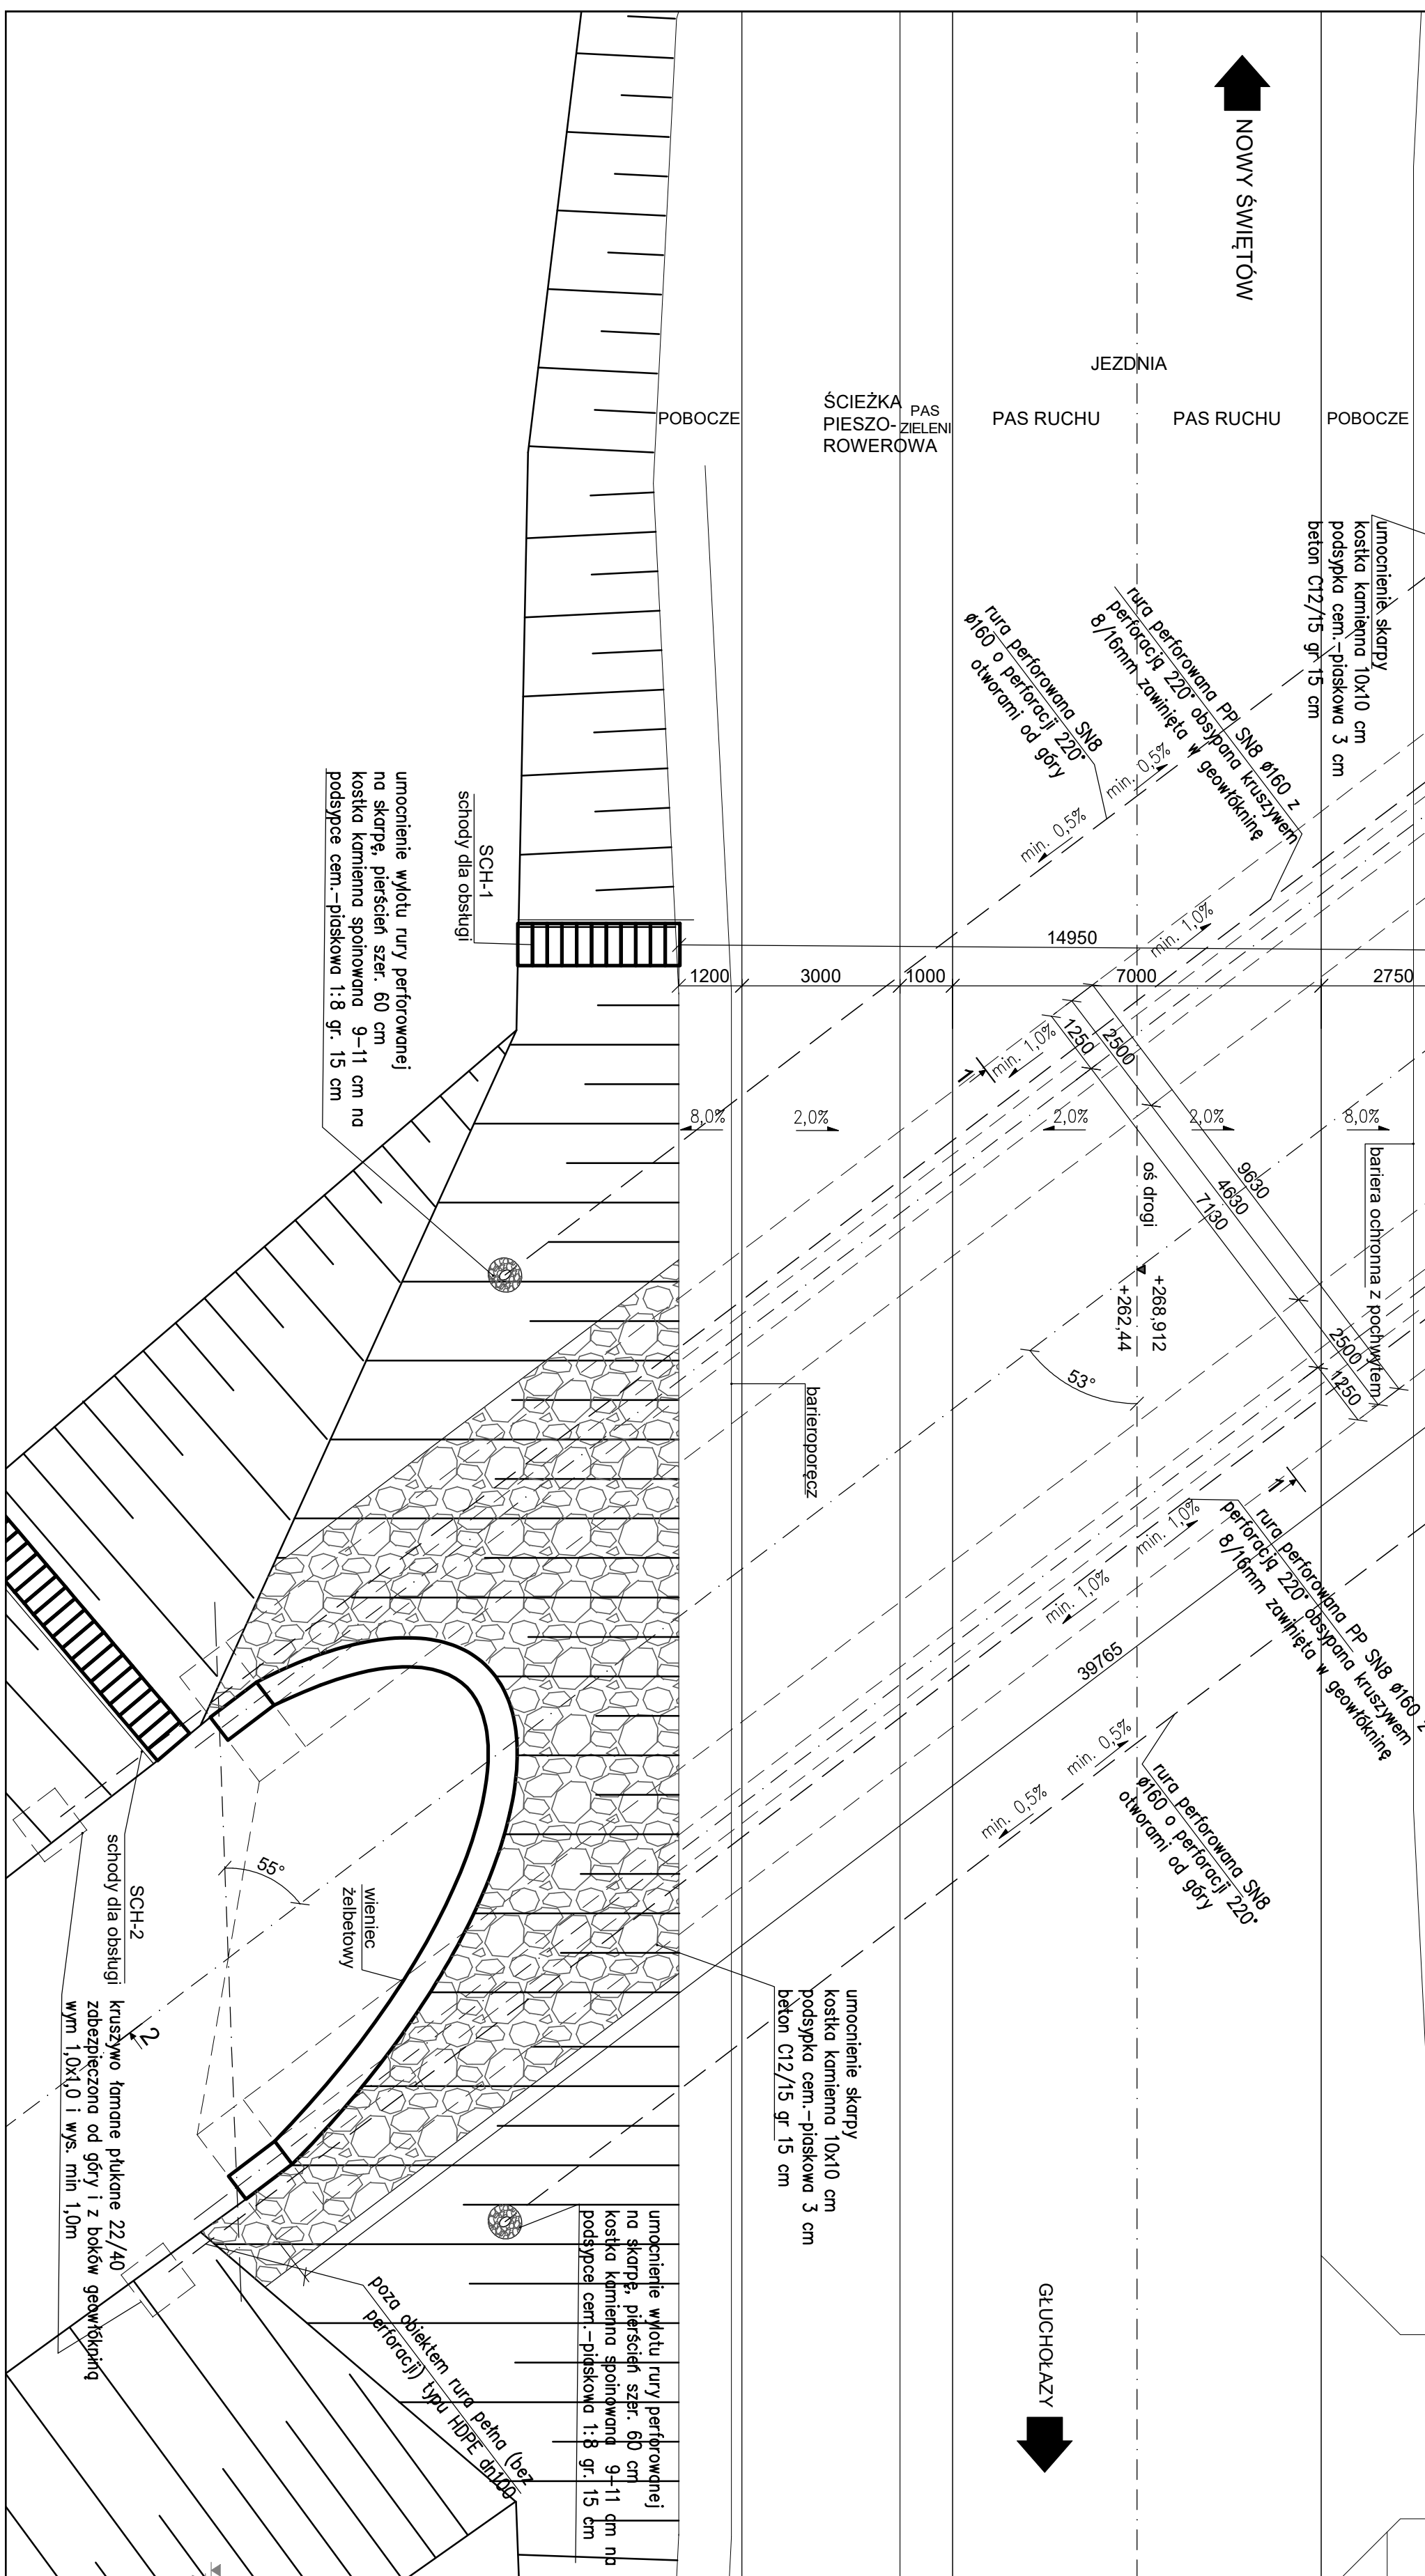 NOWY ŚWIĘTÓW
JEZDNIA
POBOCZE
ŚCIEŻKA
PIESZO-
ROWEROWA
PAS
ZIELENI
PAS RUCHU
PAS RUCHU
POBOCZE
umocnienie skarpy
kostka kamienna 10x10 cm
podsypka cem.-piaskowa 3 cm
beton C12/15 gr 15 cm
rura perforowana PP SN8 ø160 z
perforacją 220° obsypana kruszywem
8/16mm zawinięta w geowłókninę
rura perforowana SN8
ø160 o perforacji 220°
otworami od góry
min. 0,5%
min. 0,5%
umocnienie wylotu rury perforowanej
na skarpę, pierścień szer. 60 cm
kostka kamienna spoinowana 9-11 cm na
podsypce cem.-piaskowa 1:8 gr. 15 cm
SCH-1
schody dla obsługi
14950
min. 1,0%
1200
3000
1000
7000
2750
min. 1,0%
1250
2500
1
8,0%
2,0%
2,0%
2,0%
8,0%
bariera ochronna z pochwytem
oś drogi
9630
4630
7130
+268,912
+262,44
2500
1250
53°
barieroporęcz
1
min. 1,0%
min. 1,0%
rura perforowana PP SN8 ø160 z
perforacją 220° obsypana kruszywem
8/16mm zawinięta w geowłókninę
39765
min. 0,5%
min. 0,5%
rura perforowana SN8
ø160 o perforacji 220°
otworami od góry
55°
wieniec
żelbetowy
SCH-2
schody dla obsługi
2
kruszywo łamane płukane 22/40
zabezpieczona od góry i z boków geowłókniną
wym 1,0x1,0 i wys. min 1,0m
umocnienie skarpy
kostka kamienna 10x10 cm
podsypka cem.-piaskowa 3 cm
beton C12/15 gr 15 cm
umocnienie wylotu rury perforowanej
na skarpę, pierścień szer. 60 cm
kostka kamienna spoinowana 9-11 cm na
podsypce cem.-piaskowa 1:8 gr. 15 cm
poza obiektem rura pełna (bez
perforacji) typu HDPE dn100
GŁUCHOŁAZY